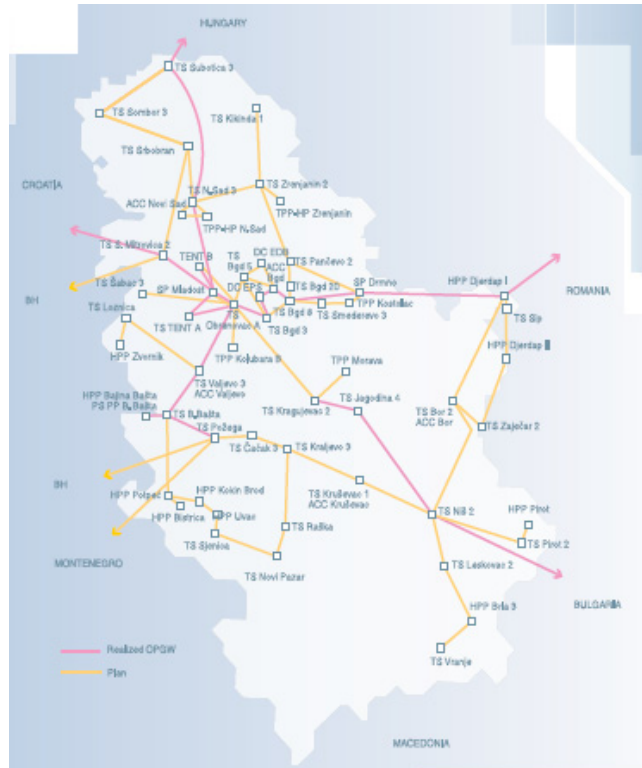 HUNGARY
TS Subotica 3
TS Sombor 3
TS Kikinda 1
TS Srbobran
CROATIA
TS Zrenjanin 2
TS N.Sad 3
ACC Novi Sad
TPP-HP Zrenjanin
TPP-HP N.Sad
TS S. Mitrovica 2
DC EDB
TS
Bgd 5
ACC
Bgd
TENT B
TS Pančevo 2
TS Šabac 3
DC EPS
HPP Djerdap I
BH
SP Mladost
TS Bgd 20
SP Drmno
ROMANIA
TS Loznica
TS Bgd 8
TPP Kostolac
TS Sip
TS TENT A
TS
Obrenovac A
TS Smederevo 3
TS Bgd 3
HPP Djerdap II
HPP Zvornik
TPP Kolubara B
TPP Morava
TS Valjevo 3
ACC Valjevo
HPP Bajina Bašta
PS PP B.Bašta
TS B.Bašta
TS Jagodina 4
TS Kragujevac 2
TS Bor 2
ACC Bor
TS Požega
TS Zaječar 2
TS Čačak 3
TS Kraljevo 3
BH
HPP Kokin Brod
HPP Potpeć
TS Kruševac 1
ACC Kruševac
HPP Bistrica
HPP Uvac
TS Niš 2
HPP Pirot
TS Raška
TS Sjenica
TS Pirot 2
TS Novi Pazar
MONTENEGRO
TS Leskovac 2
BULGARIA
HPP Brla 3
Realized OPGW
TS Vranje
Plan
MACEDONIA